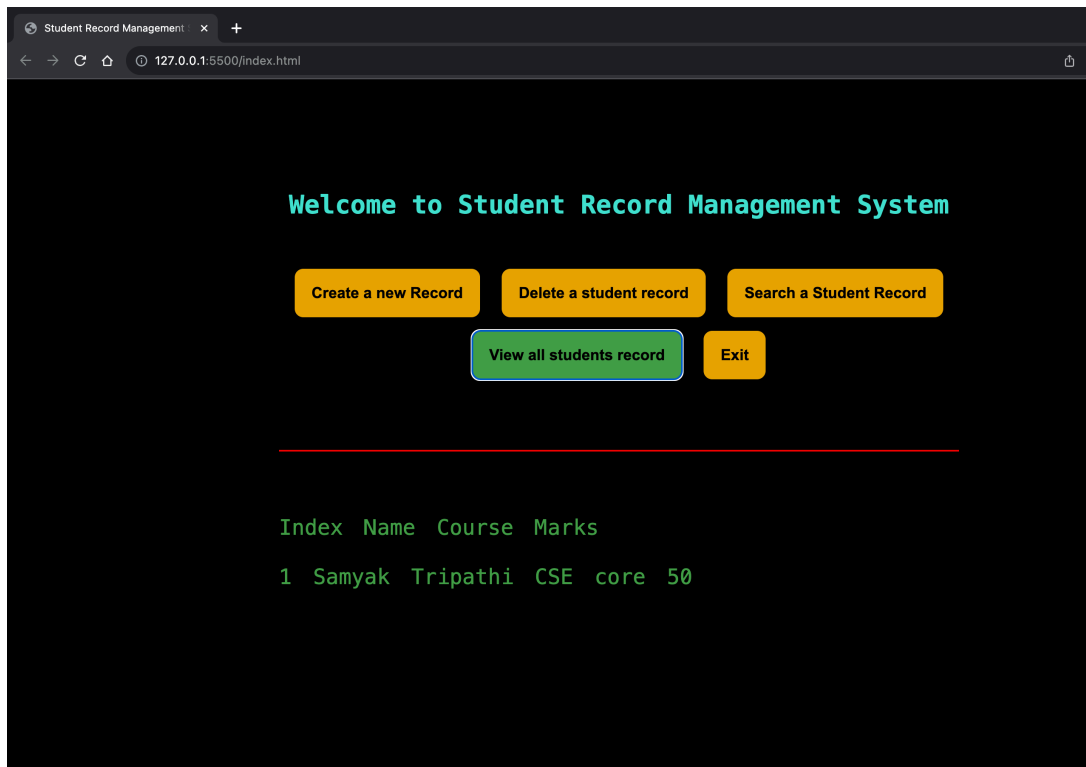 Student Record Management
127.0.0.1:5500/index.html
Welcome to Student Record Management System
Create a new Record Delete a student record Search a Student Record
View all students record Exit
Index Name Course Marks
1 Samyak Tripathi CSE core 50